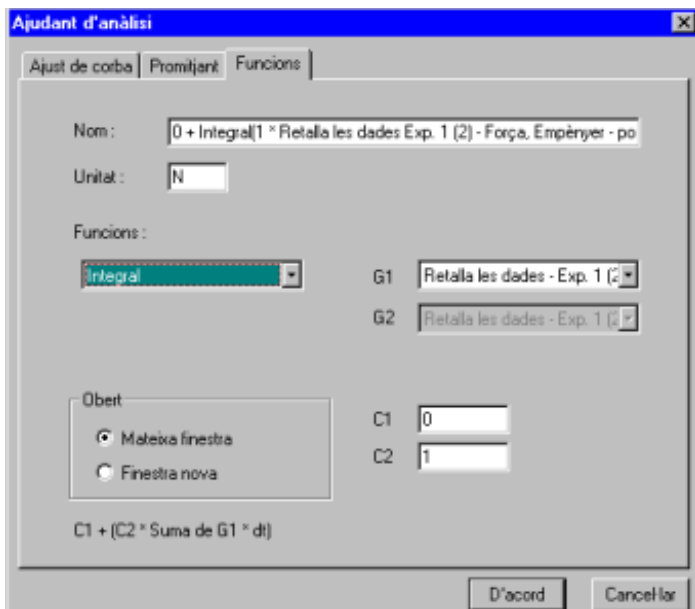 Ajudant d'anàlisi
Ajust de corba Promitjant Funcions
Nom : 0 + Integral(1 * Retalla les dades Exp. 1 (2) - Força, Empènyer - po
Unitat : N
Funcions :
Integral G1 Retalla les dades - Exp. 1 (2
G2 Retalla les dades - Exp. 1 (2
Obert
Mateixa finestra
Finestra nova
C1 0
C2 1
C1 + (C2 * Suma de G1 * dt)
D'acord Cancel·lar